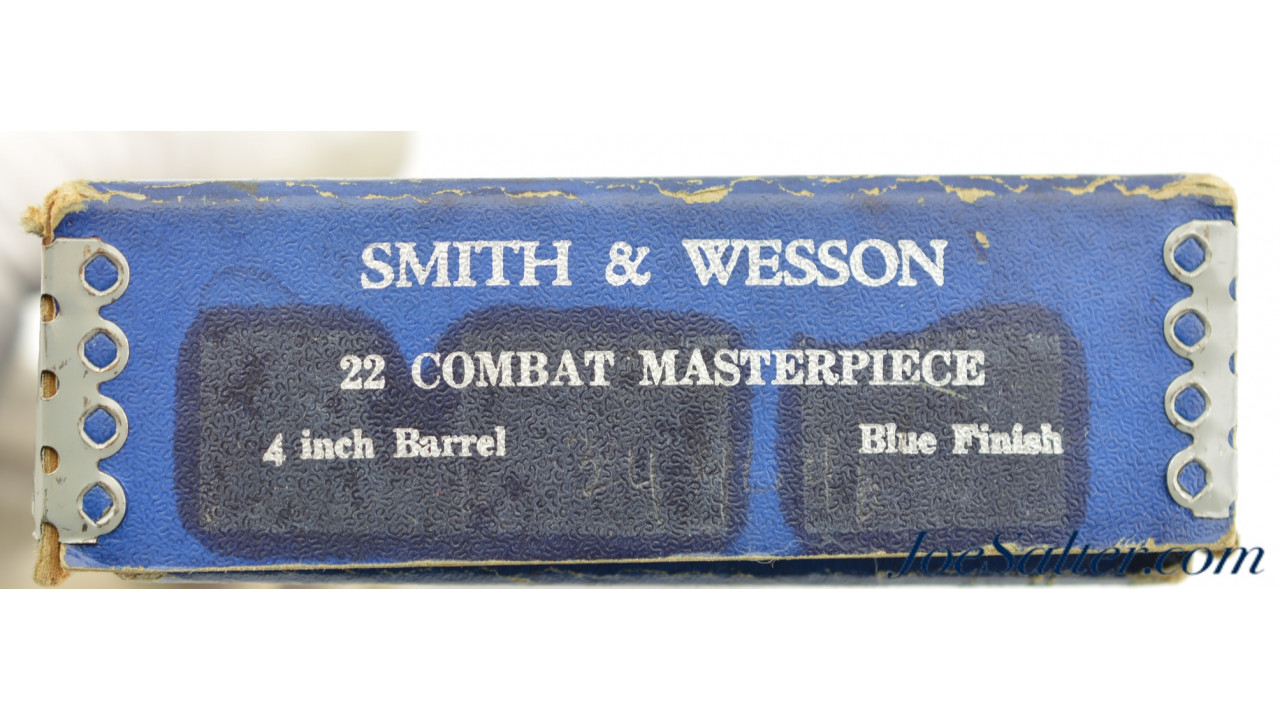 SMITH & WESSON
22 COMBAT MASTERPIECE
4 inch Barrel Blue Finish
JoeSalter.com